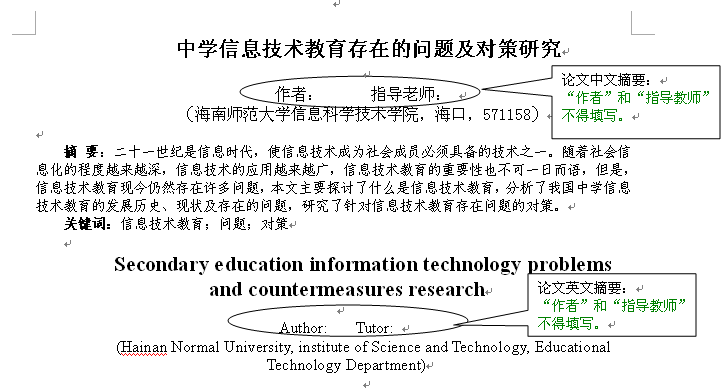 中学信息技术教育存在的问题及对策研究
作者： 指导老师：
（海南师范大学信息科学技术学院，海口，571158）
论文中文摘要：
“作者”和“指导教师”
不得填写。
摘 要：二十一世纪是信息时代，使信息技术成为社会成员必须具备的技术之一。随着社会信
息化的程度越来越深，信息技术的应用越来越广，信息技术教育的重要性也不可一日而语，但是，
信息技术教育现今仍然存在许多问题，本文主要探讨了什么是信息技术教育，分析了我国中学信息
技术教育的发展历史、现状及存在的问题，研究了针对信息技术教育存在问题的对策。
关键词：信息技术教育；问题；对策
Secondary education information technology problems
and countermeasures research
论文英文摘要：
“作者”和“指导教师”
不得填写。
Author: Tutor:
(Hainan Normal University, institute of Science and Technology, Educational
Technology Department)